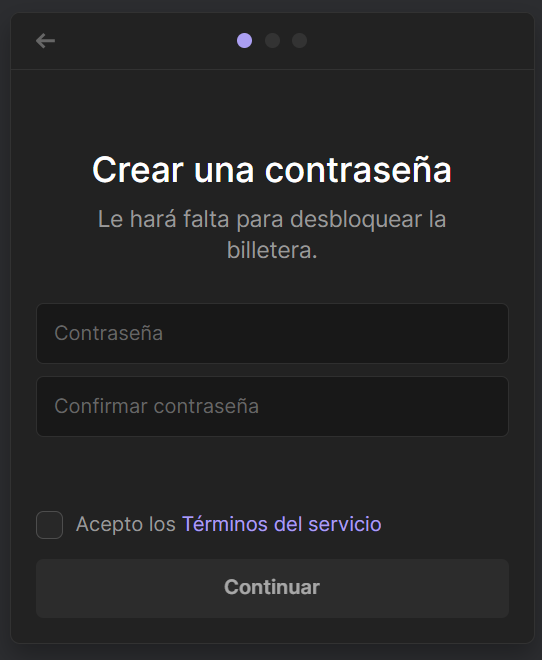 Crear una contraseña
Le hará falta para desbloquear la
billetera.
Contraseña
Confirmar contraseña
Acepto los Términos del servicio
Continuar